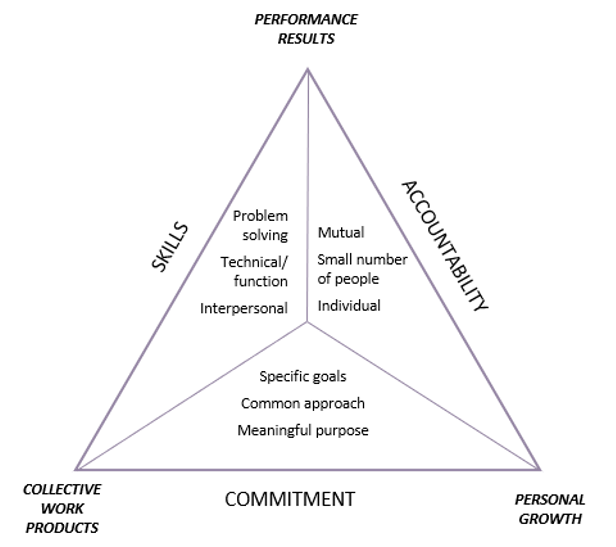 PERFORMANCE
RESULTS
SKILLS
ACCOUNTABILITY
Problem
solving
Technical/
function
Interpersonal
Mutual
Small number
of people
Individual
Specific goals
Common approach
Meaningful purpose
COLLECTIVE
WORK
PRODUCTS
COMMITMENT
PERSONAL
GROWTH